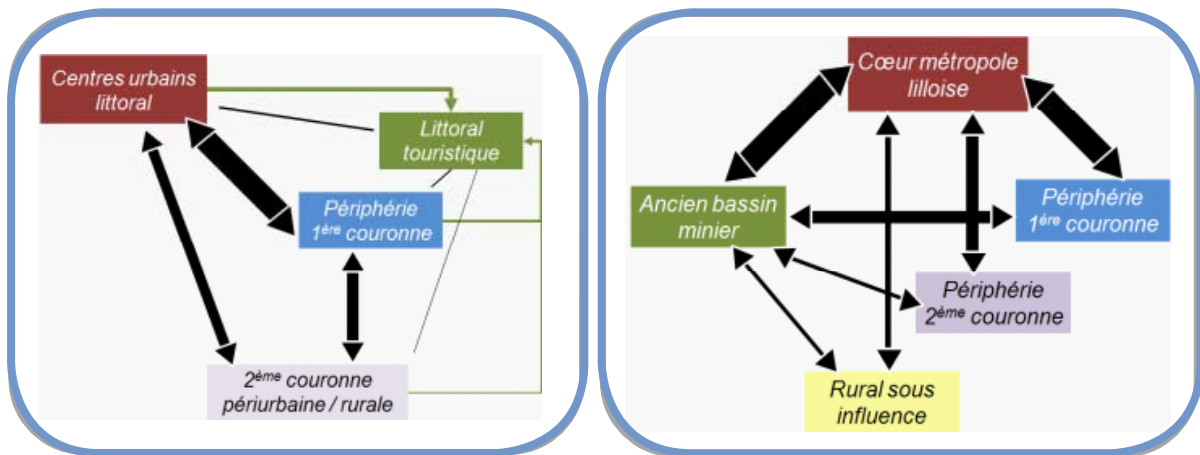 Centres urbains
littoral
Littoral
touristique
Périphérie
1ère couronne
2ème couronne
périurbaine / rurale
Cœur métropole
lilloise
Ancien bassin
minier
Périphérie
1ère couronne
Périphérie
2ème couronne
Rural sous
influence